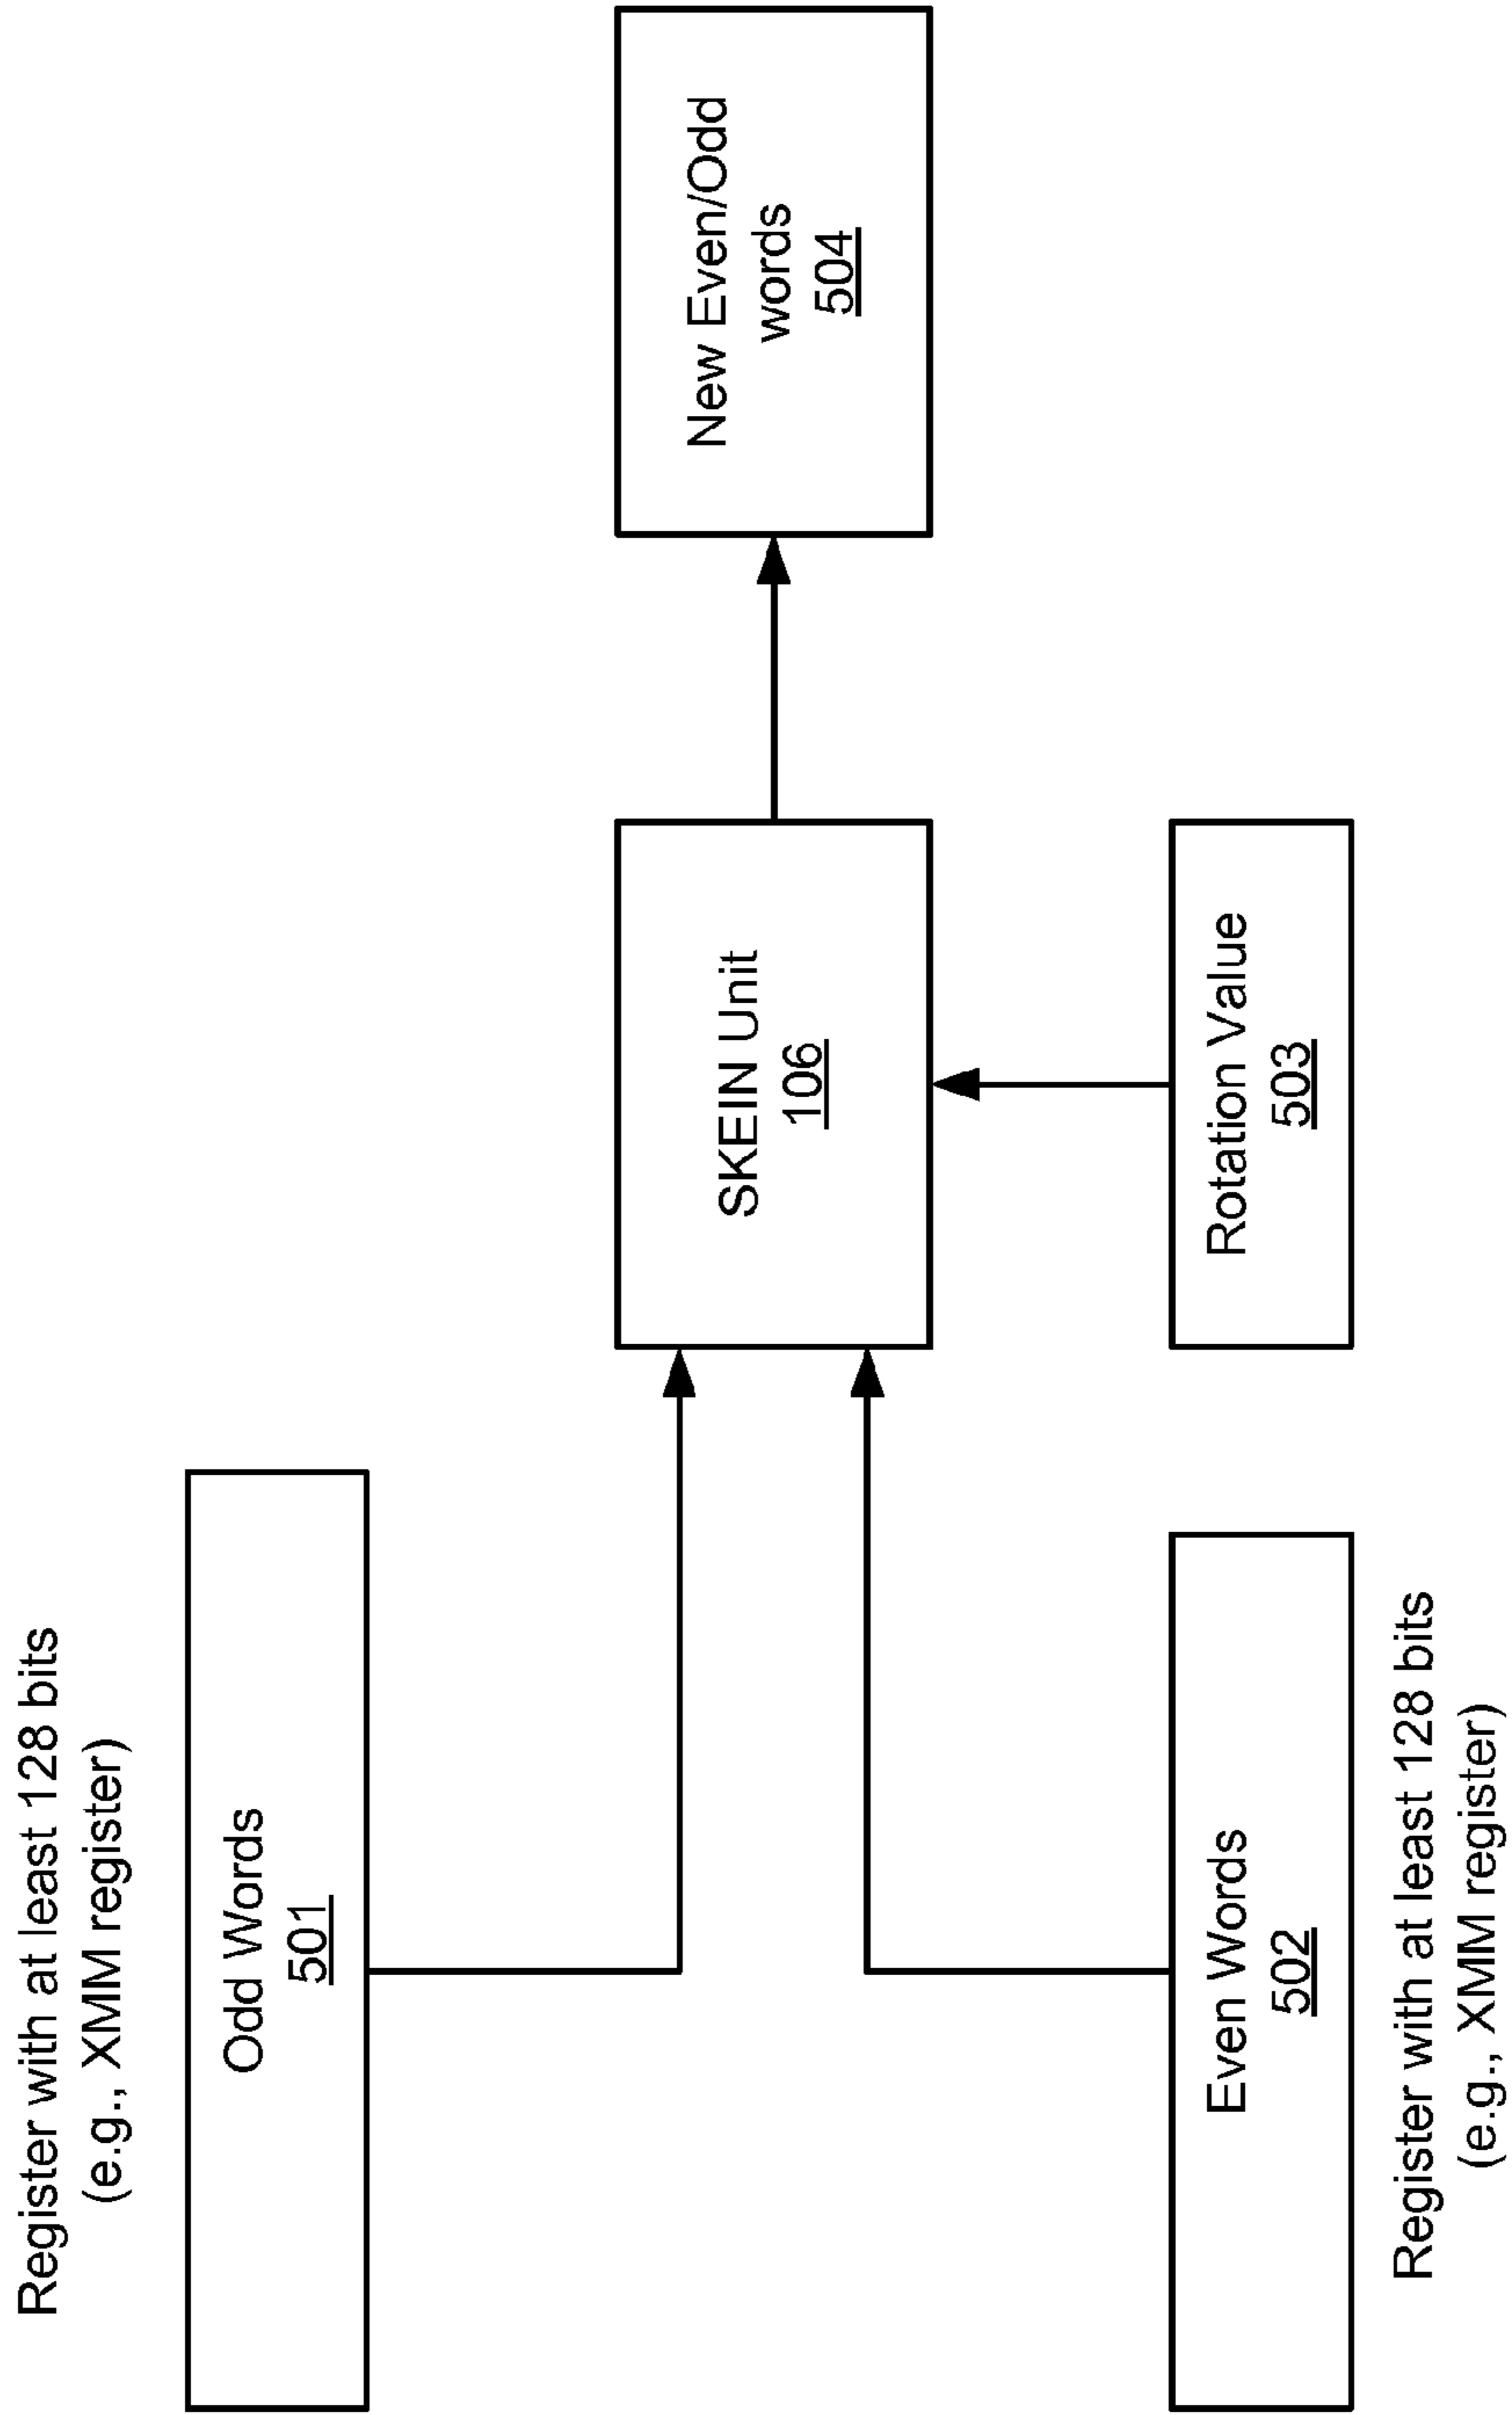 Register with at least 128 bits
(e.g., XMM register)
Odd Words
501
SKEIN Unit
106
New Even/Odd
words
504
Even Words
502
Rotation Value
503
Register with at least 128 bits
(e.g., XMM register)